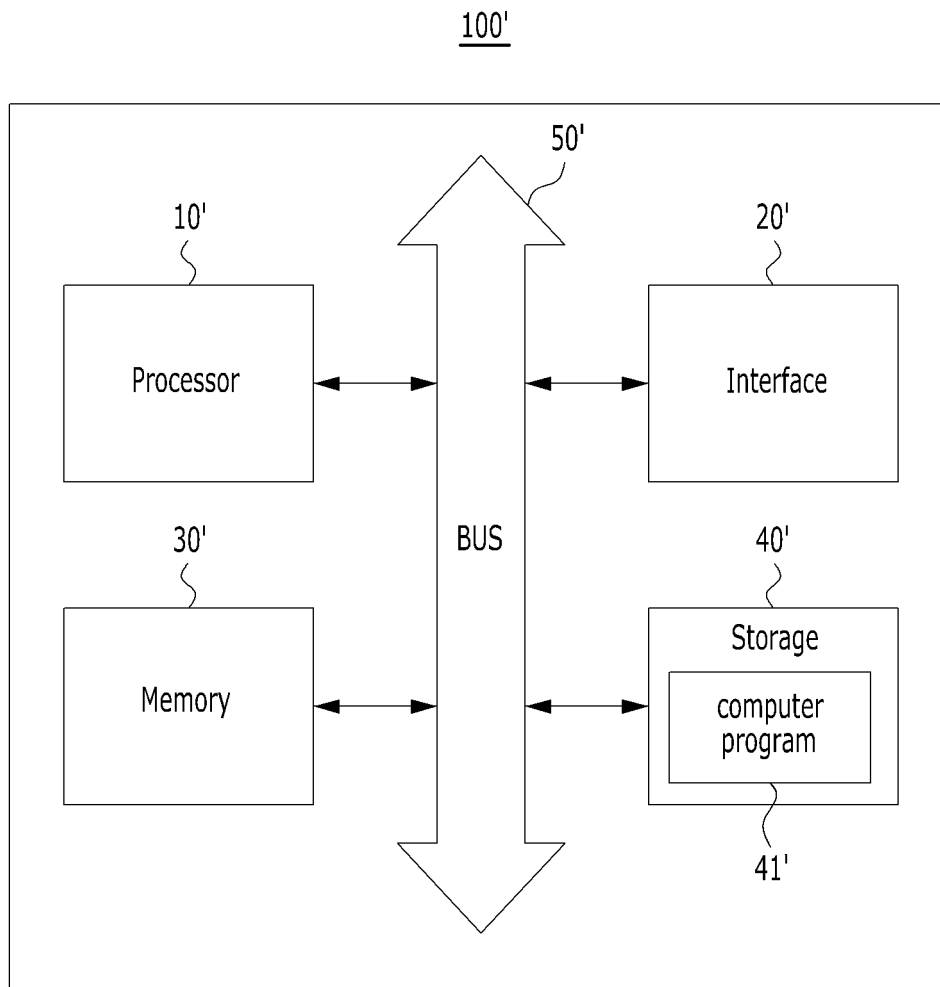 100'
50'
10'
20'
Processor
Interface
BUS
30'
40'
Memory
Storage
computer
program
41'